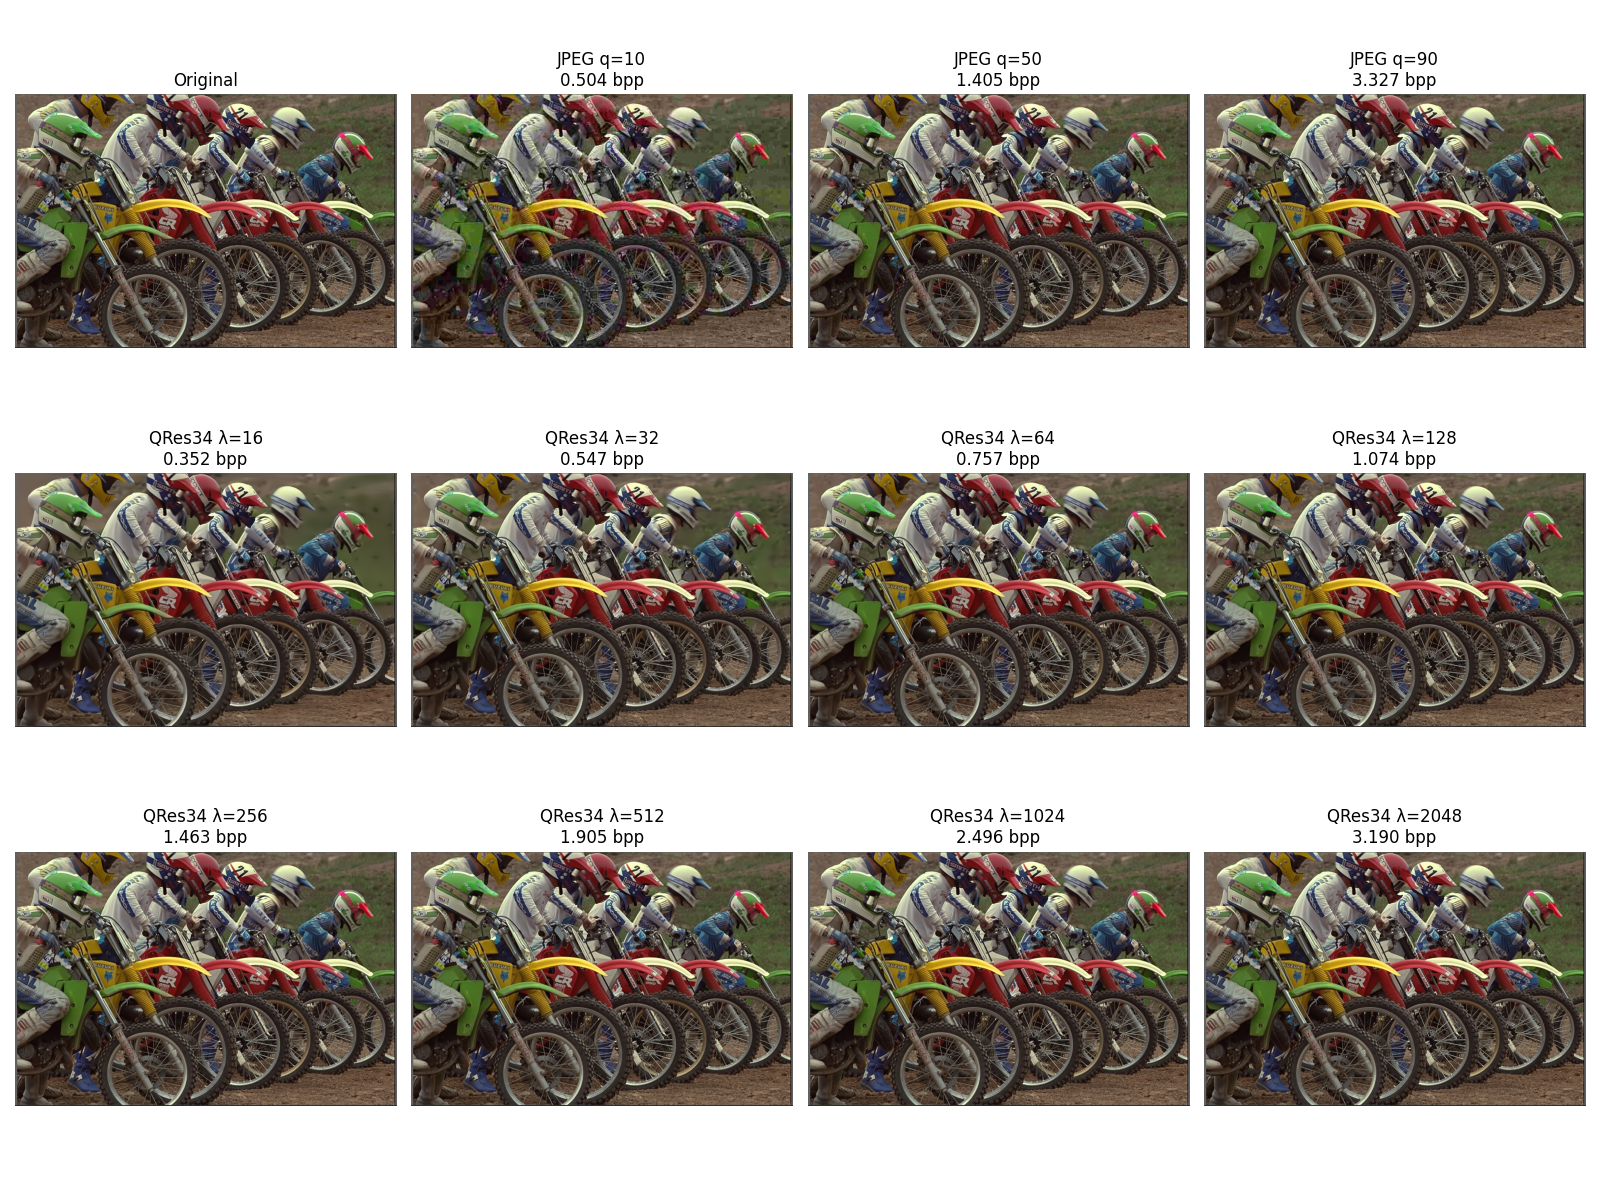 Original
JPEG q=10
0.504 bpp
JPEG q=50
1.405 bpp
JPEG q=90
3.327 bpp
QRes34 λ=16
0.352 bpp
QRes34 λ=32
0.547 bpp
QRes34 λ=64
0.757 bpp
QRes34 λ=128
1.074 bpp
QRes34 λ=256
1.463 bpp
QRes34 λ=512
1.905 bpp
QRes34 λ=1024
2.496 bpp
QRes34 λ=2048
3.190 bpp